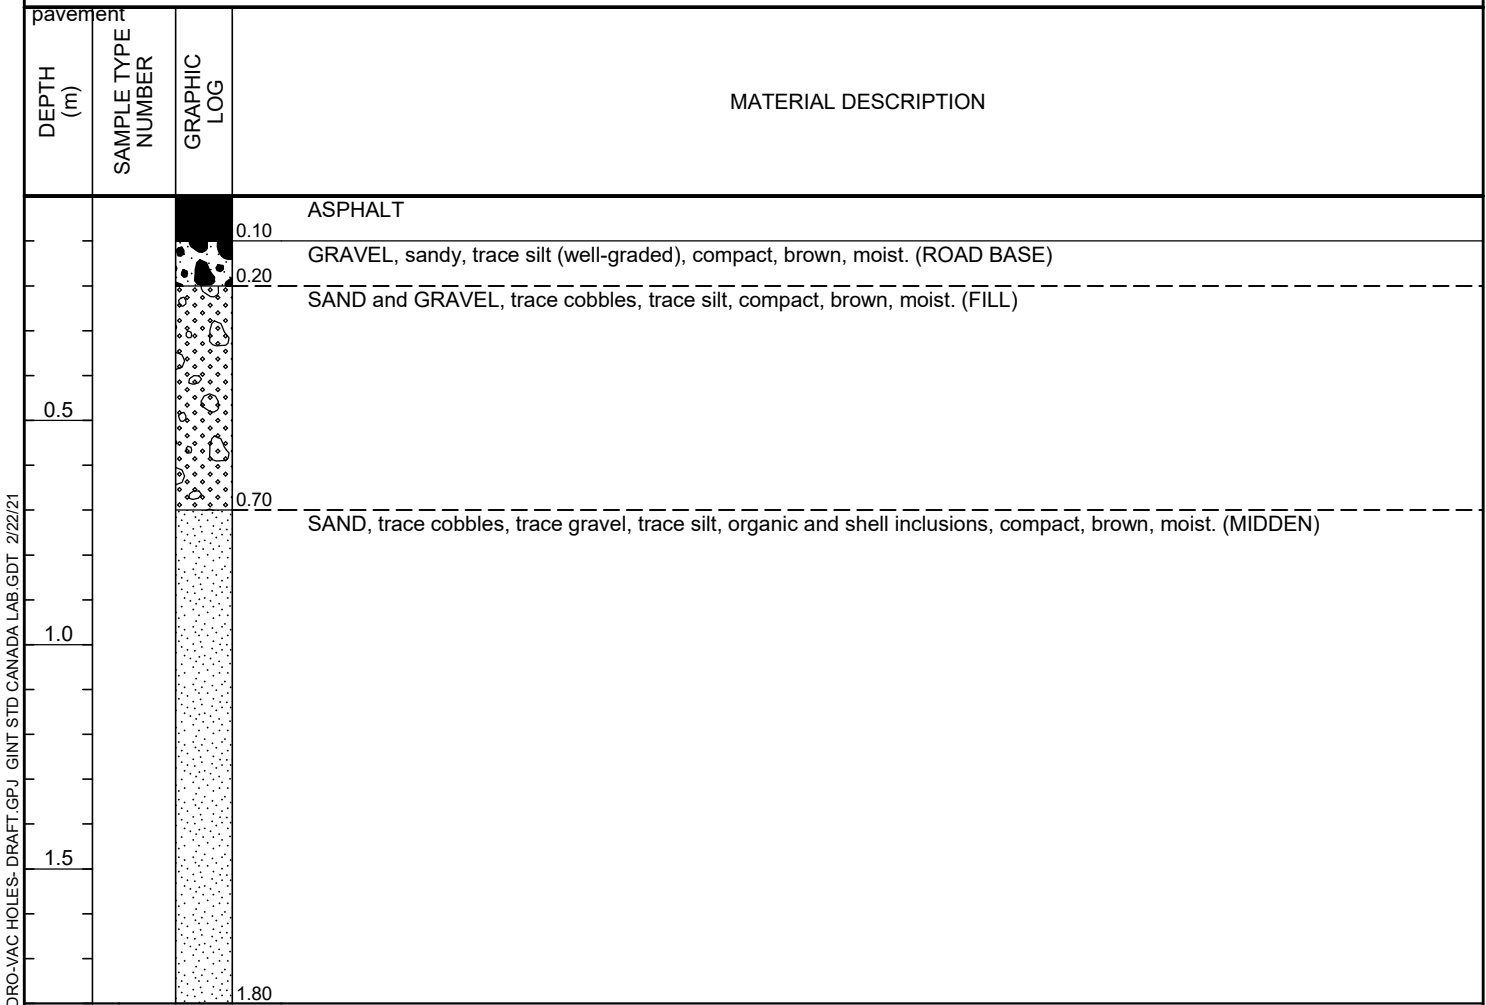 pavement
DEPTH
(m)
SAMPLE TYPE
NUMBER
GRAPHIC
LOG
MATERIAL DESCRIPTION
ASPHALT
0.10
GRAVEL, sandy, trace silt (well-graded), compact, brown, moist. (ROAD BASE)
0.20
SAND and GRAVEL, trace cobbles, trace silt, compact, brown, moist. (FILL)
0.5
0.70
SAND, trace cobbles, trace gravel, trace silt, organic and shell inclusions, compact, brown, moist. (MIDDEN)
1.0
1.5
1.80
DRO-VAC HOLES- DRAFT.GPJ GINT STD CANADA LAB.GDT 2/22/21